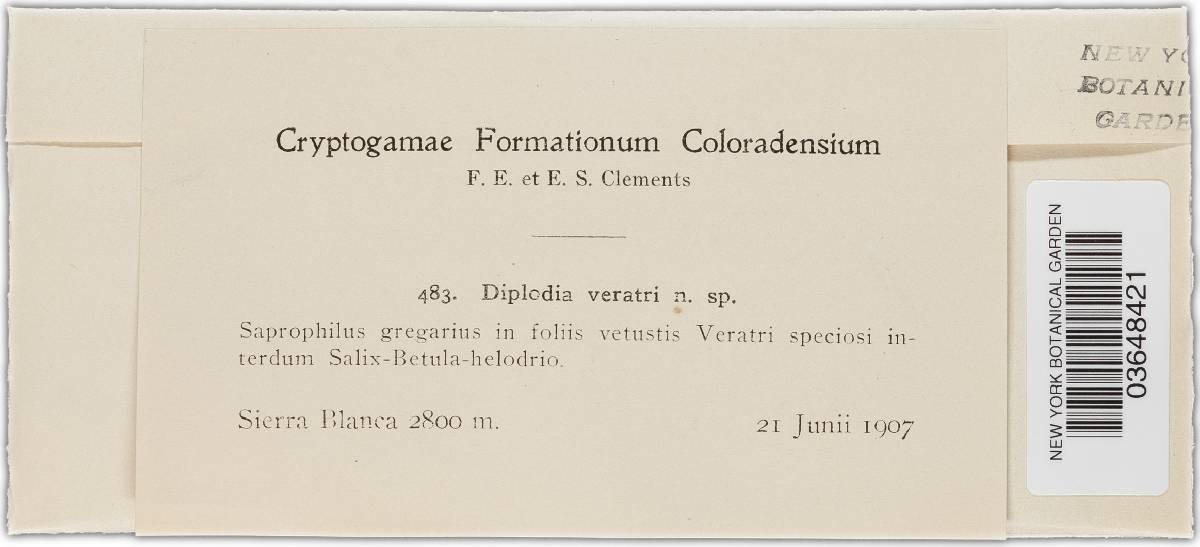 Cryptogamae Formationum Coloradensium
F. E. et E. S. Clements
483. Diplodia veratri n. sp.
Saprophilus gregarius in foliis vetustis Veratri speciosi in-
terdum Salix-Betula-helodrio.
Sierra Blanca 2800 m. 21 Junii 1907
NEW YO
BOTANI
GARDE
NEW YORK BOTANICAL GARDEN
03648421